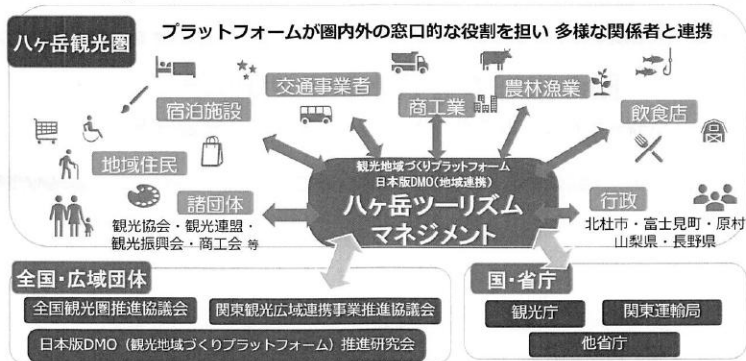 八ヶ岳観光圏
プラットフォームが圏内外の窓口的な役割を担い 多様な関係者と連携
宿泊施設
交通事業者
商工業
農林漁業
飲食店
地域住民
諸団体
観光協会・観光連盟・
観光振興会・商工会 等
観光地域づくりプラットフォーム
日本版DMO(地域連携)
八ヶ岳ツーリズム
マネジメント
行政
北杜市・富士見町・原村
山梨県・長野県
全国・広域団体
全国観光圏推進協議会
関東観光広域連携事業推進協議会
日本版DMO（観光地域づくりプラットフォーム）推進研究会
国・省庁
観光庁
関東運輸局
他省庁